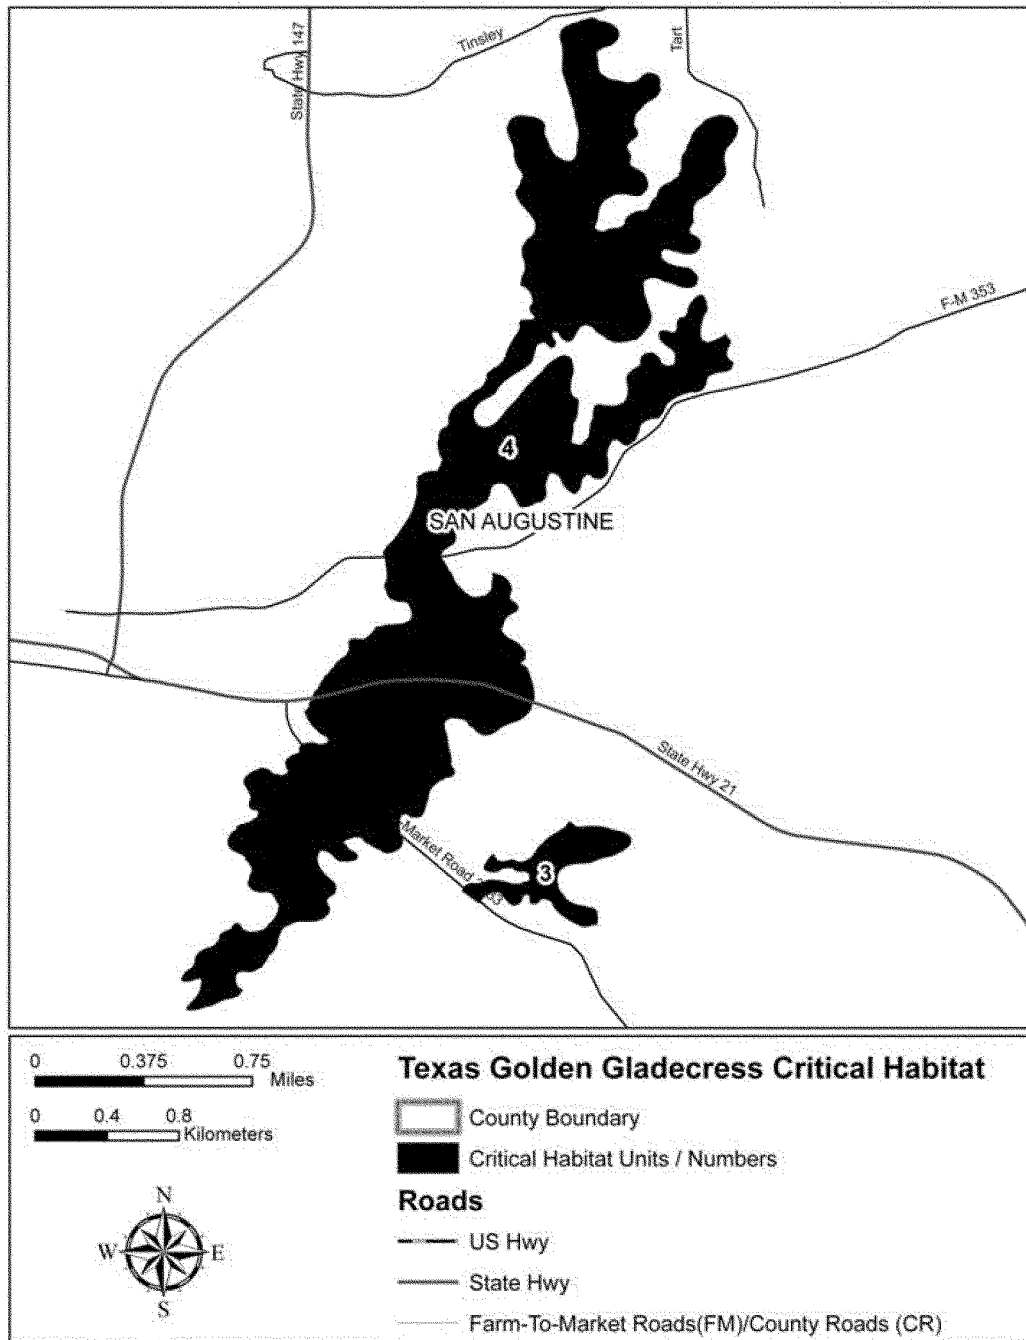 State Hwy 147
Tinsley
Tart
F-M 353
4
SAN AUGUSTINE
State Hwy 21
-Market Road
3
0 0.375 0.75
Miles
0 0.4 0.8
Kilometers
N
W E
S
Texas Golden Gladecress Critical Habitat
County Boundary
Critical Habitat Units / Numbers
Roads
US Hwy
State Hwy
Farm-To-Market Roads(FM)/County Roads (CR)